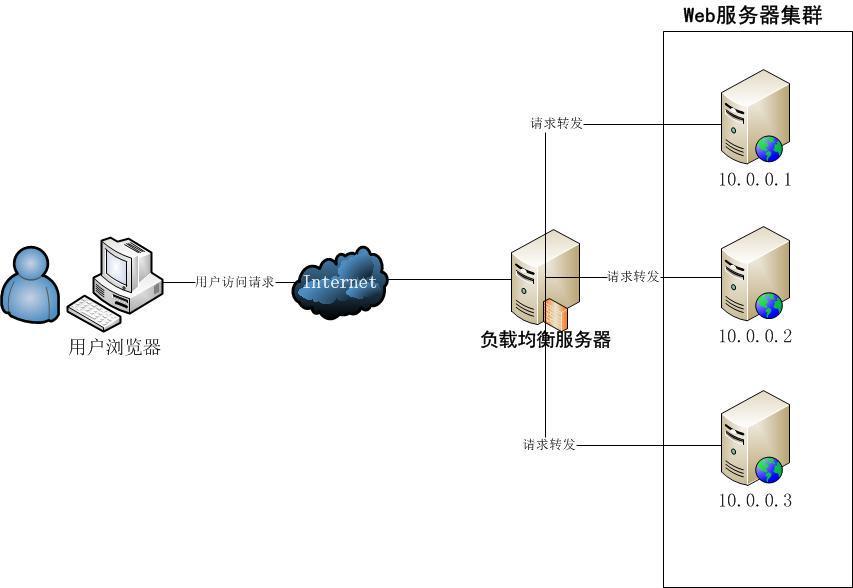 Web服务器集群
请求转发
10.0.0.1
用户访问请求
Internet
请求转发
用户浏览器
负载均衡服务器
10.0.0.2
请求转发
10.0.0.3